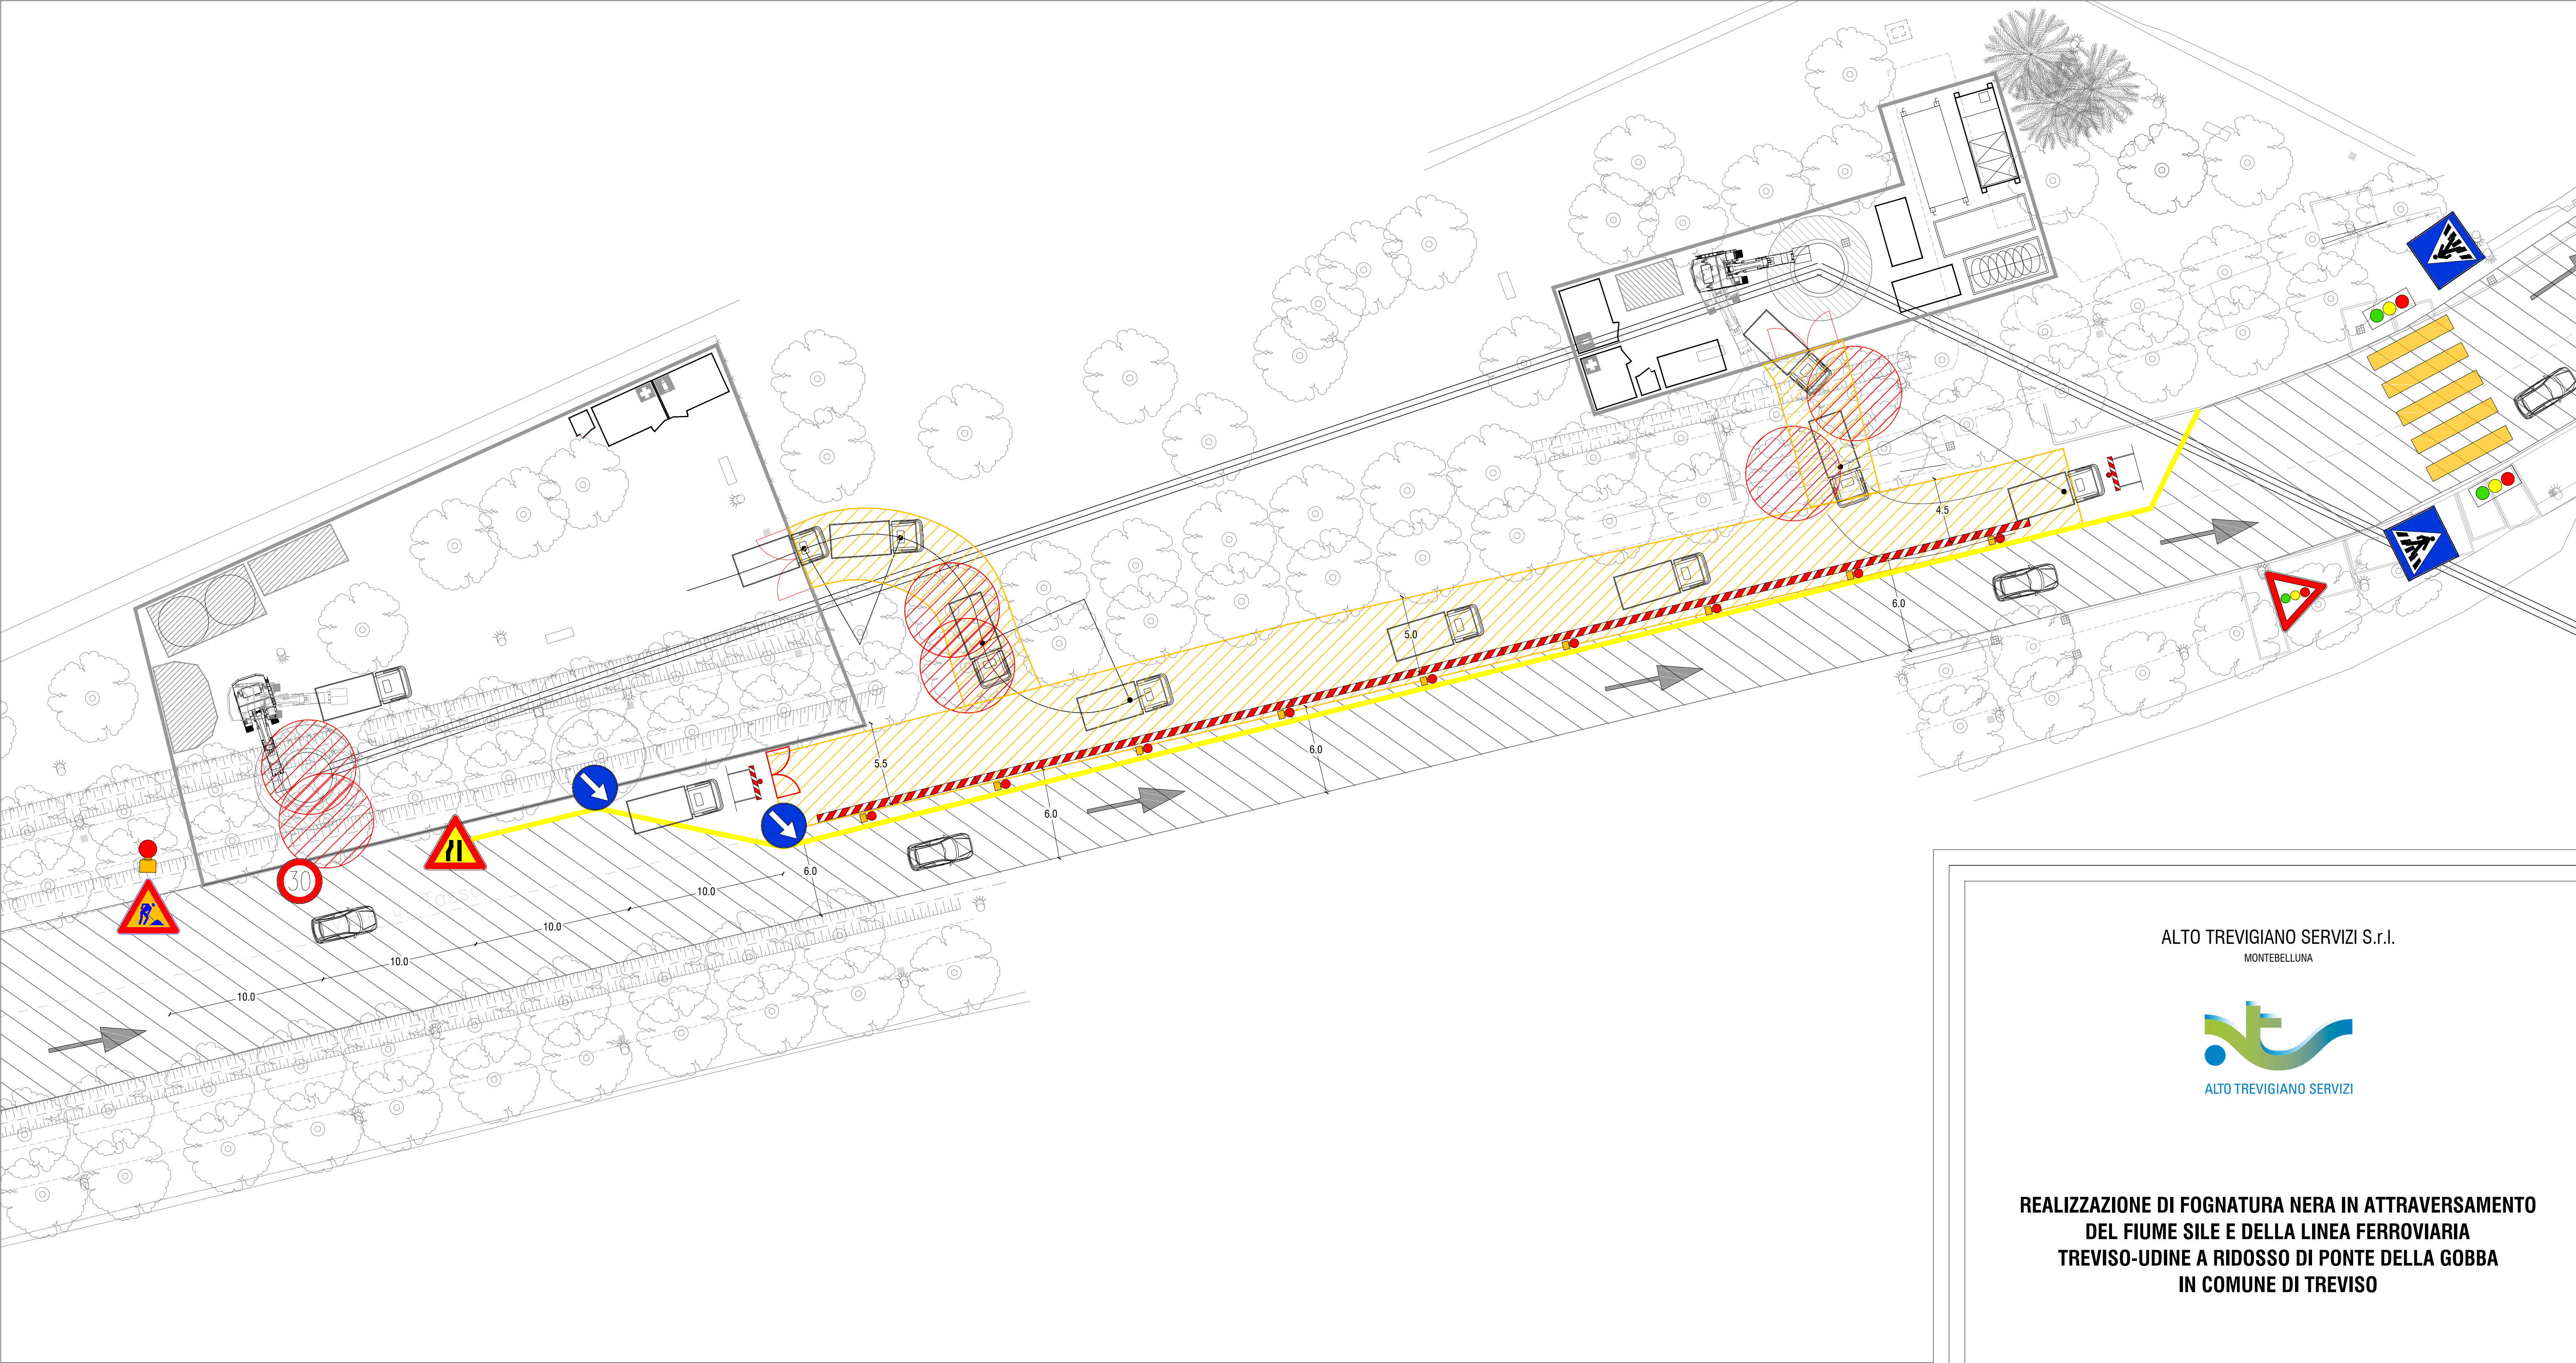 4.5
5.0
6.0
5.5
6.0
6.0
6.0
30
10.0
10.0
10.0
10.0
ALTO TREVIGIANO SERVIZI S.r.l.
MONTEBELLUNA
ALTO TREVIGIANO SERVIZI
REALIZZAZIONE DI FOGNATURA NERA IN ATTRAVERSAMENTO
DEL FIUME SILE E DELLA LINEA FERROVIARIA
TREVISO-UDINE A RIDOSSO DI PONTE DELLA GOBBA
IN COMUNE DI TREVISO